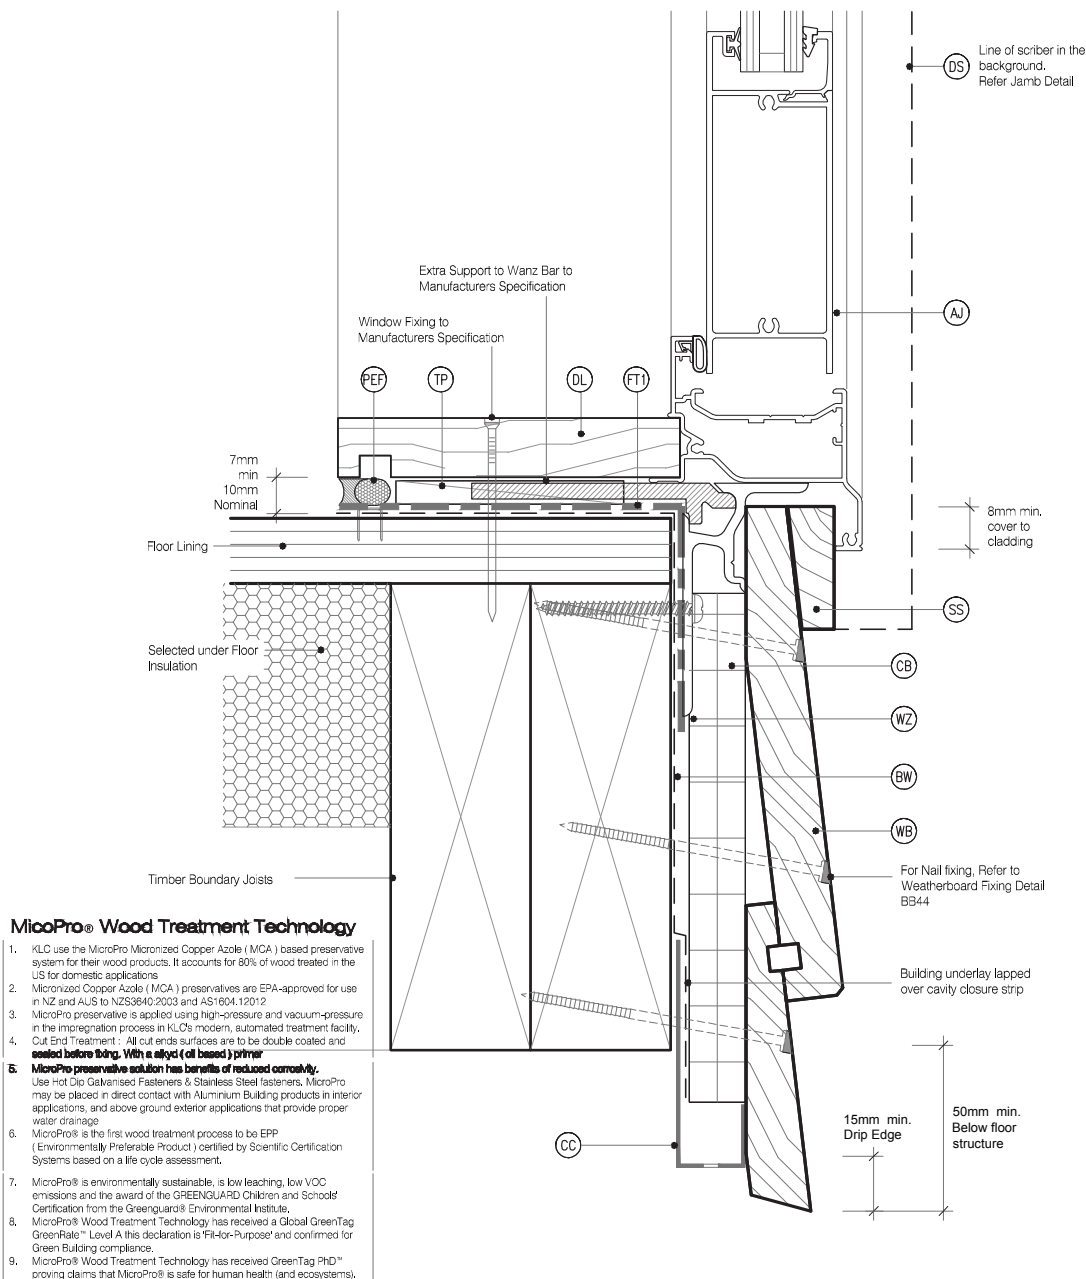 Line of scriber in the
background.
Refer Jamb Detail
DS
Extra Support to Wanz Bar to
Manufacturers Specification
AJ
Window Fixing to
Manufacturers Specification
PEF
TP
DL
FT1
7mm
min
10mm
Nominal
8mm min.
cover to
cladding
Floor Lining
SS
Selected under Floor
Insulation
CB
WZ
BW
WB
For Nail fixing, Refer to
Weatherboard Fixing Detail
BB44
Timber Boundary Joists
MicoPro® Wood Treatment Technology
1. KLC use the MicroPro Micronized Copper Azole ( MCA ) based preservative
system for their wood products. It accounts for 80% of wood treated in the
US for domestic applications
2. Micronized Copper Azole ( MCA ) preservatives are EPA-approved for use
in NZ and AUS to NZS3640:2003 and AS1604.12012
3. MicroPro preservative is applied using high-pressure and vacuum-pressure
in the impregnation process in KLC's modern, automated treatment facility.
4. Cut End Treatment : All cut ends surfaces are to be double coated and
sealed before fixing. With a alkyd ( oil based ) primer
5. MicroPro preservative solution has benefits of reduced corrosivity.
Use Hot Dip Galvanised Fasteners & Stainless Steel fasteners. MicroPro
may be placed in direct contact with Aluminium Building products in interior
applications, and above ground exterior applications that provide proper
water drainage
6. MicroPro® is the first wood treatment process to be EPP
( Environmentally Preferable Product ) certified by Scientific Certification
Systems based on a life cycle assessment.
7. MicroPro® is environmentally sustainable, is low leaching, low VOC
emissions and the award of the GREENGUARD Children and Schools'
Certification from the Greenguard® Environmental Institute.
8. MicroPro® Wood Treatment Technology has received a Global GreenTag
GreenRate™ Level A this declaration is 'Fit-for-Purpose' and confirmed for
Green Building compliance.
9. MicroPro® Wood Treatment Technology has received GreenTag PhD™
proving claims that MicroPro® is safe for human health (and ecosystems).
Building underlay lapped
over cavity closure strip
CC
15mm min.
Drip Edge
50mm min.
Below floor
structure